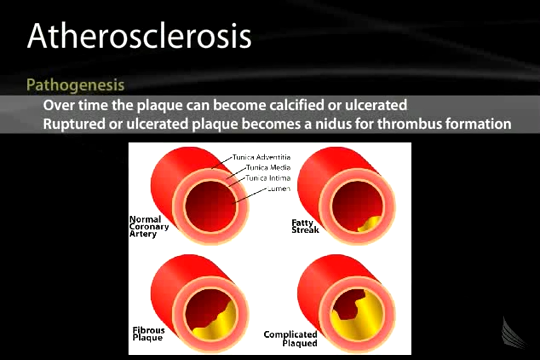 Atherosclerosis
Pathogenesis
Over time the plaque can become calcified or ulcerated
Ruptured or ulcerated plaque becomes a nidus for thrombus formation
Tunica Adventitia
Tunica Media
Tunica Intima
Lumen
Normal
Coronary
Artery
Fatty
Streak
Fibrous
Plaque
Complicated
Plaqued